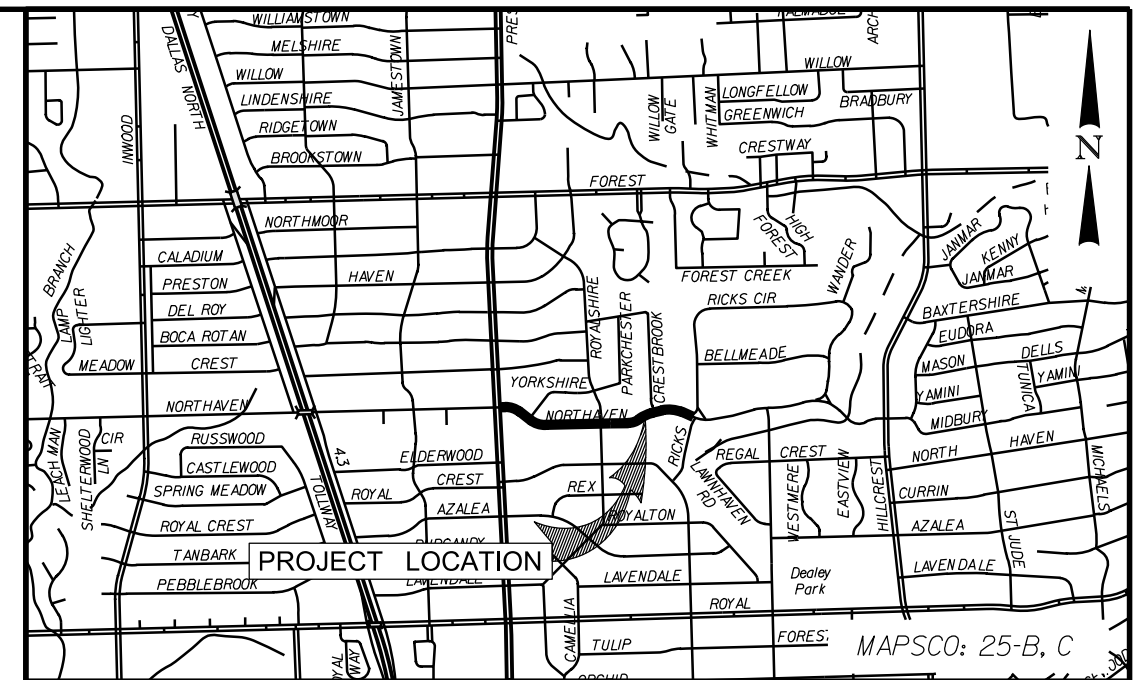 WILLIAMSTOWN
MELSHIRE
WILLOW
LINDENSHIRE
RIDGETOWN
BROOKSTOWN
JAMESTOWN
DALLAS NORTH
INWOOD
WILLOW
LONGFELLOW
BRADBURY
GREENWICH
WILLOW
GATE
WHITMAN
CRESTWAY
FOREST
N
NORTHMOOR
CALADIUM
HAVEN
PRESTON
DEL ROY
BOCA ROTAN
CREST
MEADOW
BRANCH
LAMP
LIGHTER
HIGH
FOREST
WANDER
FOREST CREEK
RICKS CIR
BELLMEADE
ROYALSHIRE
PARKCHESTER
CRESTBROOK
YORKSHIRE
JANMAR
KENNY
JANMAR
BAXTERSHIRE
EUDORA
MASON
DELLS
YAMINI
TUNICA
YAMINI
MIDBURY
NORTHAVEN
NORTHAVEN
LEACHMAN
SHELTERWOOD
CIR
LN
RUSSWOOD
CASTLEWOOD
SPRING MEADOW
ROYAL CREST
TANBARK
PEBBLEBROOK
4.3
TOLLWAY
ELDERWOOD
ROYAL
CREST
AZALEA
REX
ROYALTON
RICKS
LAWNHAVEN
RD
REGAL
CREST
WESTMERE
EASTVIEW
HILLCREST
NORTH
HAVEN
CURRIN
AZALEA
ST JUDE
MICHAELS
LAVENDALE
PROJECT LOCATION
LAVENDALE
LAVENDALE
Dealey
Park
ROYAL
CAMELLIA
TULIP
MAPSCO: 25-B, C